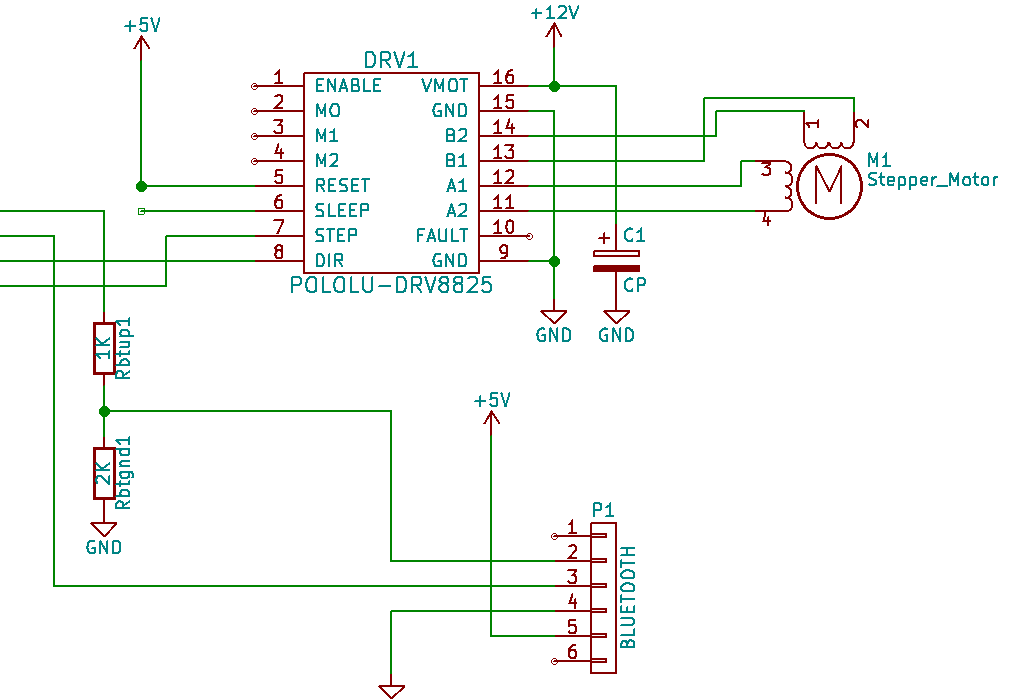 +5V
+12V
DRV1
1 ENABLE VMOT 16
2 M0 GND 15
3 M1 B2 14
4 M2 B1 13
5 RESET A1 12
6 SLEEP A2 11
7 STEP FAULT 10
8 DIR GND 9
POLOLU-DRV8825
1 2
3
4
M
M1
Stepper_Motor
+ C1
CP
GND
GND
1K
Rbtup1
2K
Rbtgnd1
GND
+5V
P1
1
2
3
4
5
6
BLUETOOTH